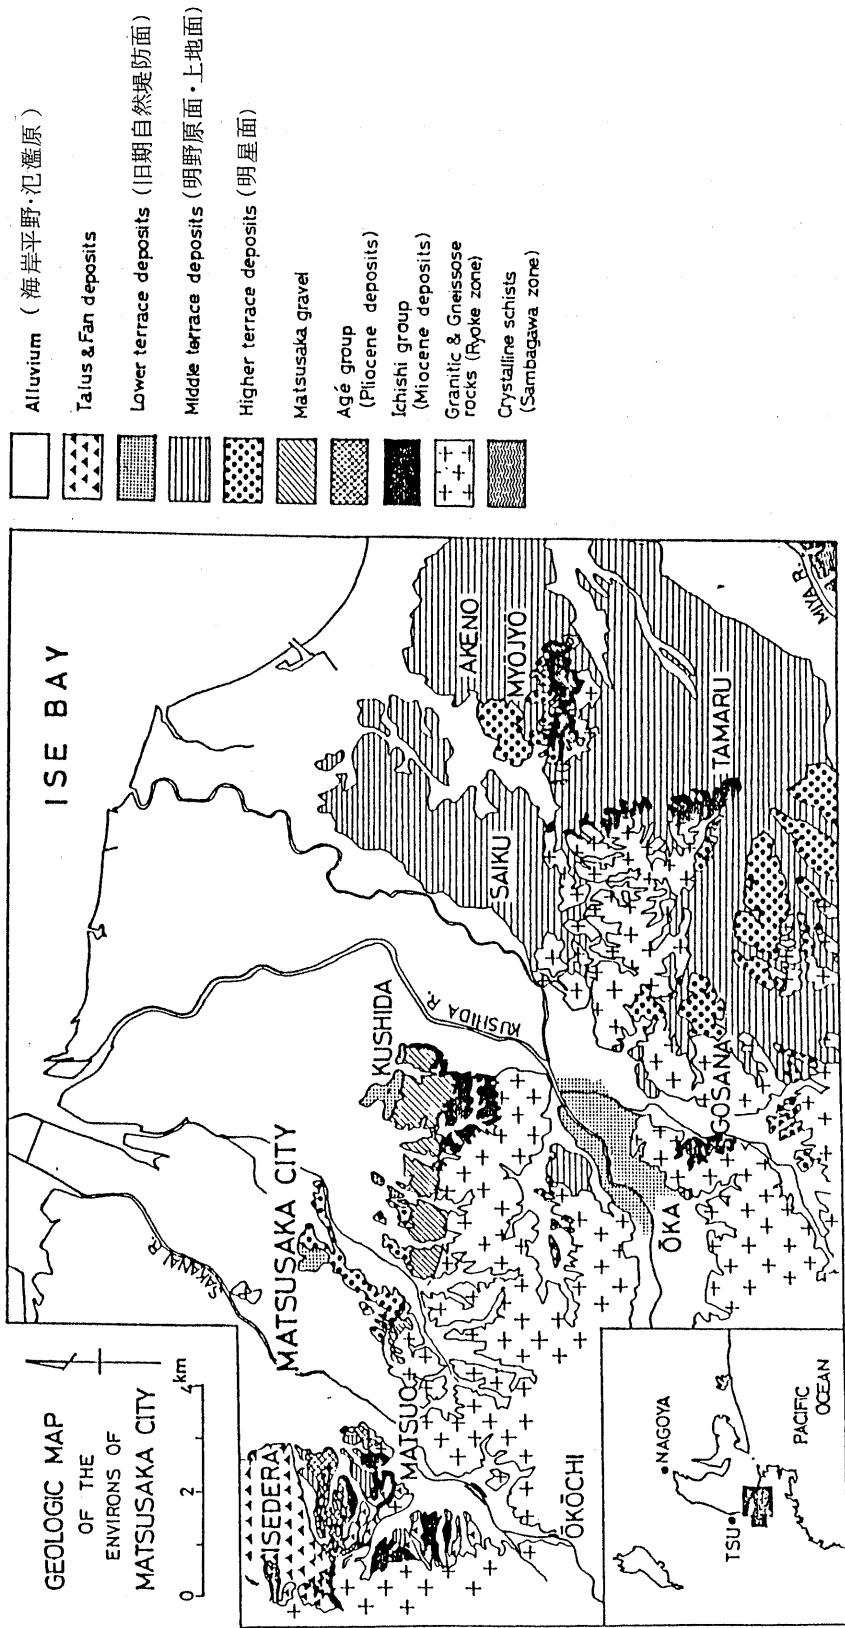 GEOLOGIC MAP
OF THE
ENVIRONS OF
MATSUSAKA CITY
0 2 4 km
ISE BAY
SAKANAI R.
MATSUSAKA CITY
KUSHIDA
KUSHIDA R.
ISEDERA
MATSUO
ŌKŌCHI
ŌKA
GOSANA
SAIKU
AKENO
MYŌJYŌ
TAMARU
MIYA R.
TSU
NAGOYA
PACIFIC
OCEAN
Alluvium (海岸平野・氾濫原)
Talus & Fan deposits
Lower terrace deposits (旧期自然堤防面)
Middle terrace deposits (明野原面・上地面)
Higher terrace deposits (明星面)
Matsusaka gravel
Agé group
(Pliocene deposits)
Ichishi group
(Miocene deposits)
Granitic & Gneissose
rocks (Ryoke zone)
Crystalline schists
(Sambagawa zone)